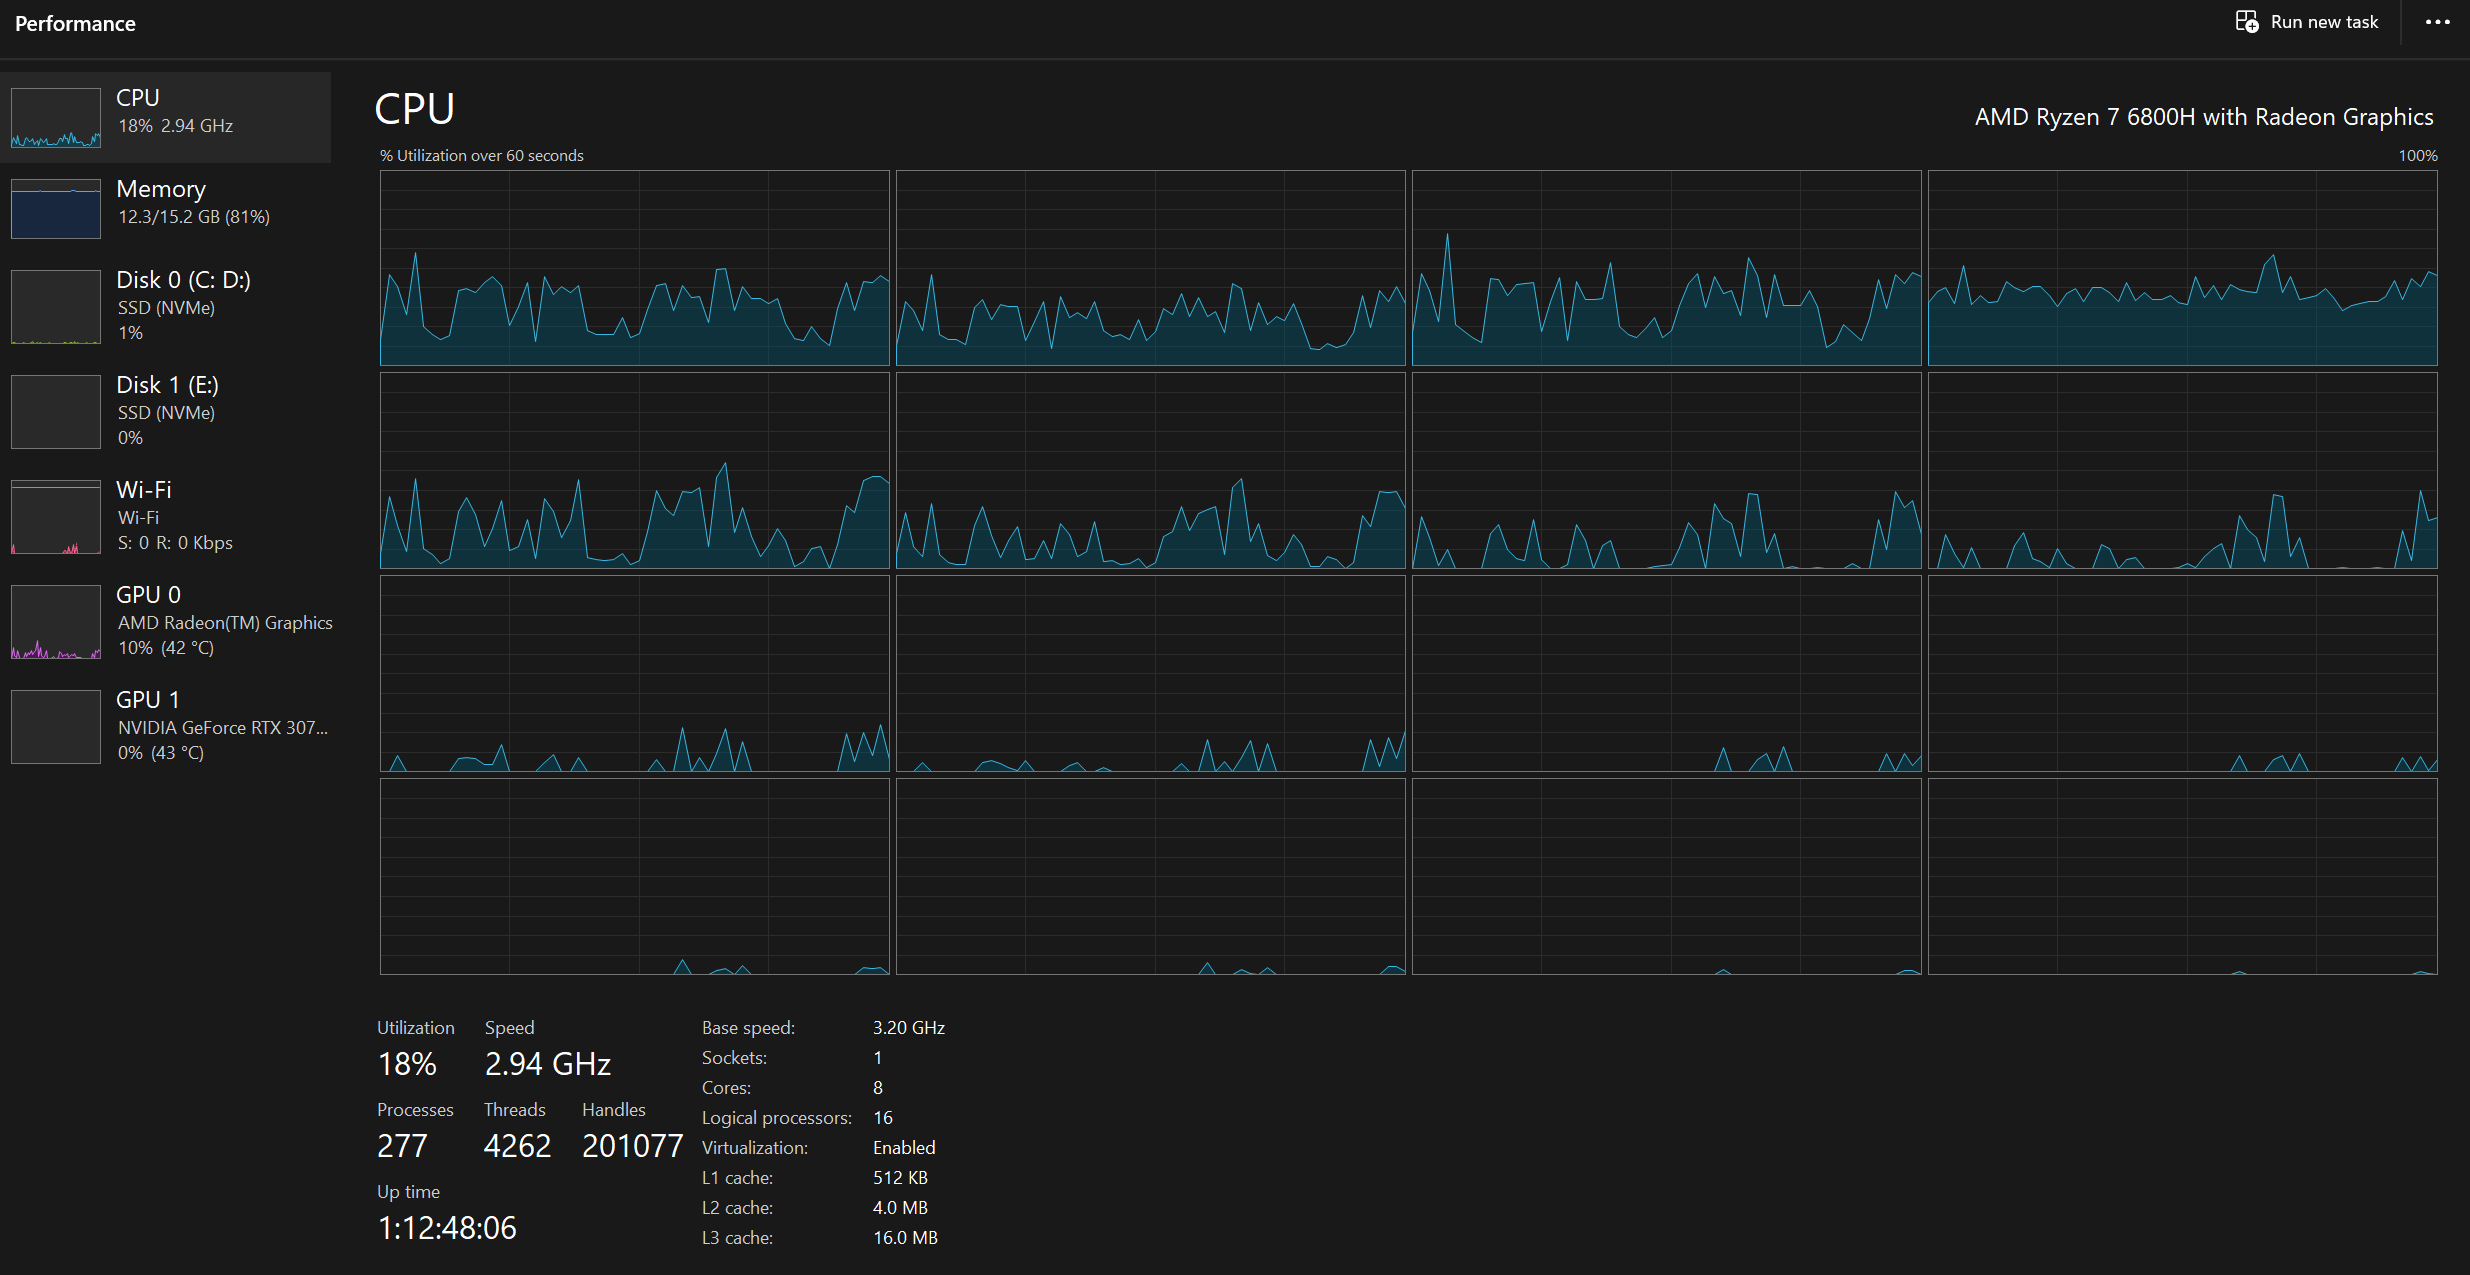 Performance
Run new task
CPU
18% 2.94 GHz
Memory
12.3/15.2 GB (81%)
Disk 0 (C: D:)
SSD (NVMe)
1%
Disk 1 (E:)
SSD (NVMe)
0%
Wi-Fi
Wi-Fi
S: 0 R: 0 Kbps
GPU 0
AMD Radeon(TM) Graphics
10% (42 °C)
GPU 1
NVIDIA GeForce RTX 307...
0% (43 °C)
CPU
AMD Ryzen 7 6800H with Radeon Graphics
% Utilization over 60 seconds
100%
Utilization Speed
18% 2.94 GHz
Processes Threads Handles
277 4262 201077
Up time
1:12:48:06
Base speed: 3.20 GHz
Sockets: 1
Cores: 8
Logical processors: 16
Virtualization: Enabled
L1 cache: 512 KB
L2 cache: 4.0 MB
L3 cache: 16.0 MB